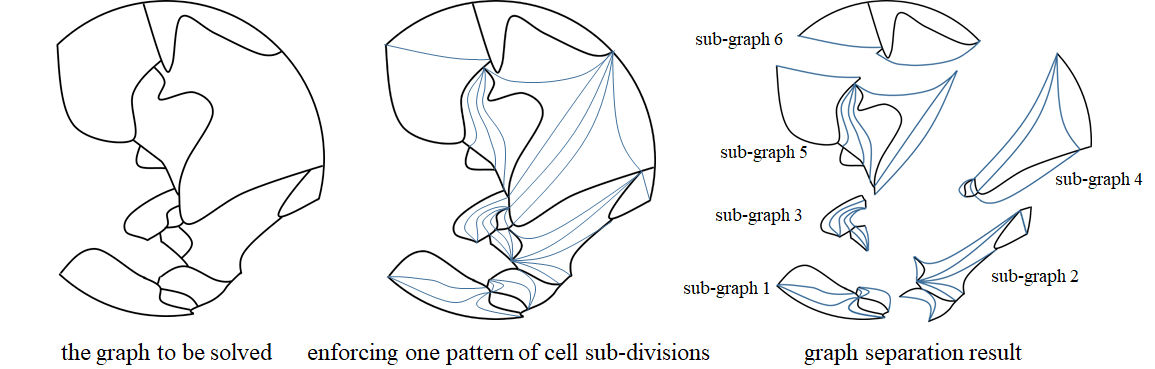 sub-graph 6
sub-graph 5
sub-graph 4
sub-graph 3
sub-graph 2
sub-graph 1
the graph to be solved
enforcing one pattern of cell sub-divisions
graph separation result